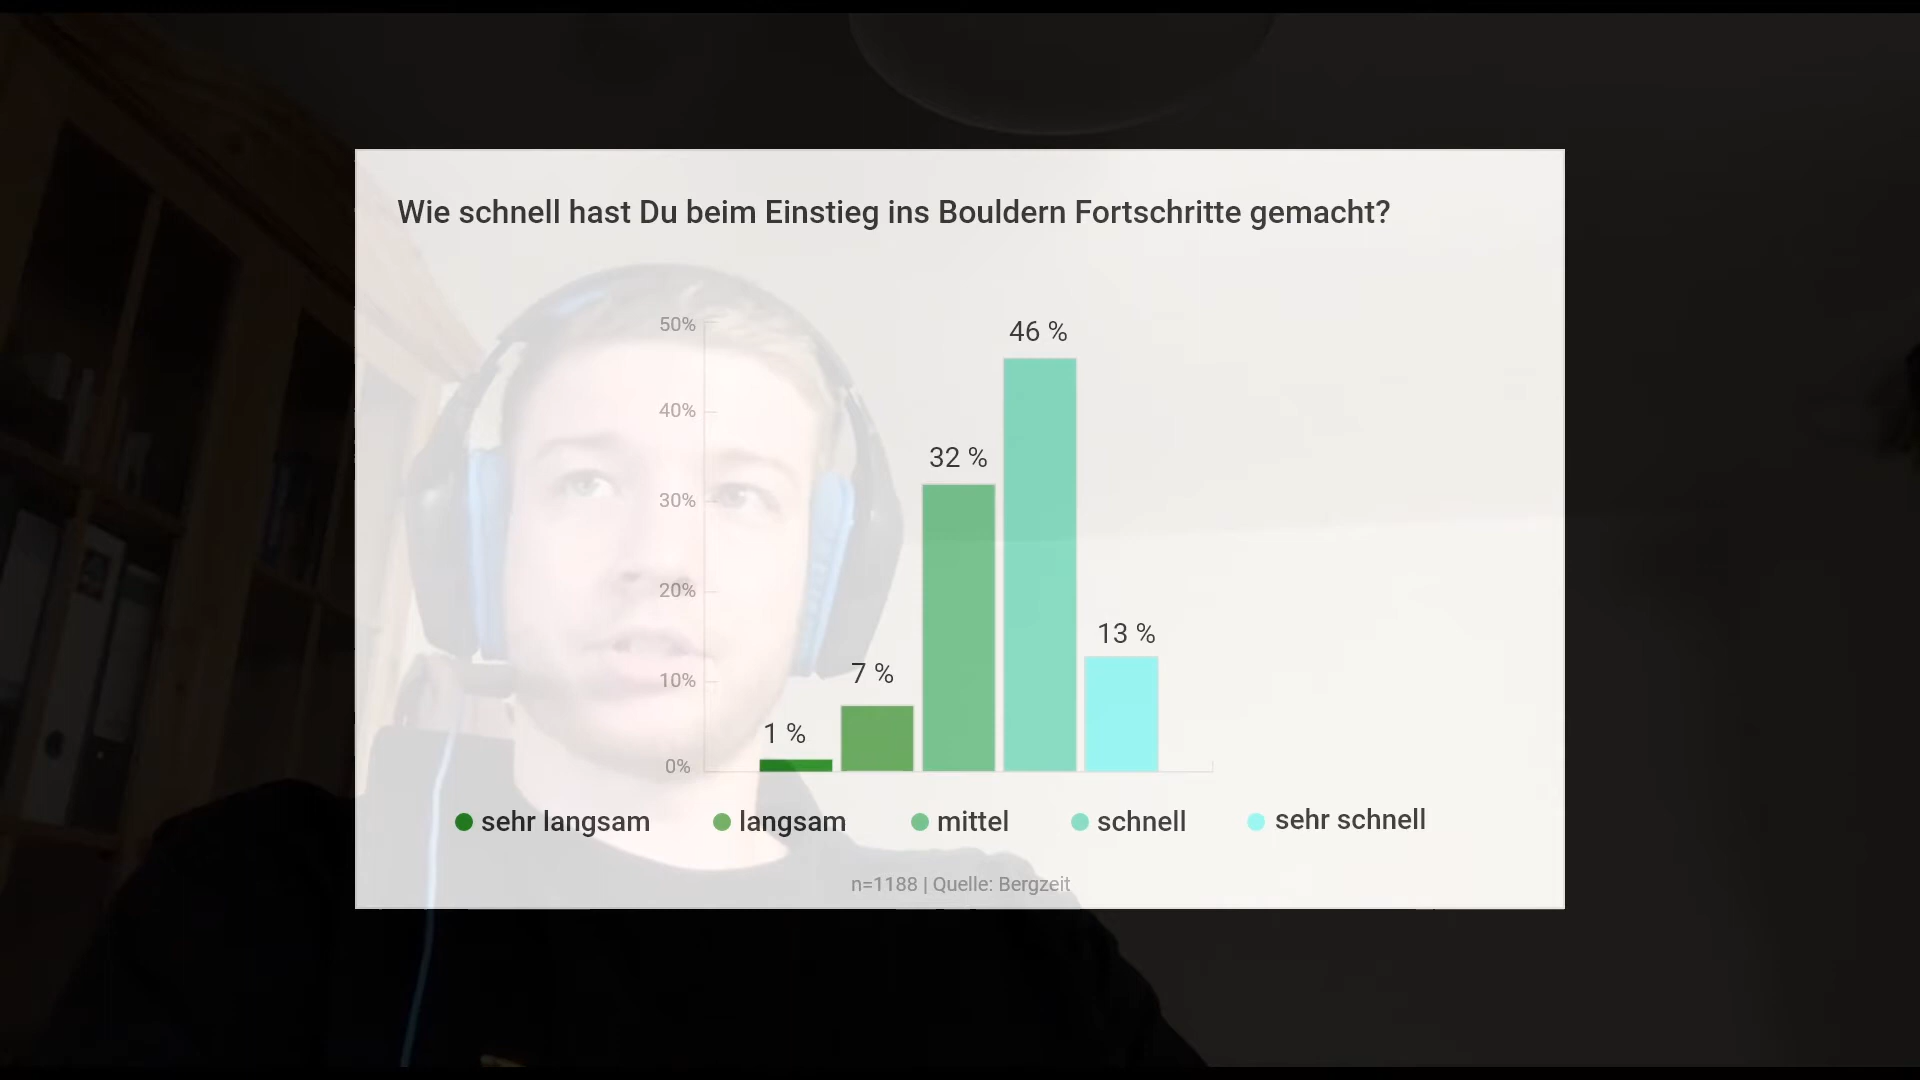 Wie schnell hast Du beim Einstieg ins Bouldern Fortschritte gemacht?
50%
46 %
40%
32 %
30%
20%
13 %
10%
7 %
1 %
0%
sehr langsam
langsam
mittel
schnell
sehr schnell
n=1188 | Quelle: Bergzeit